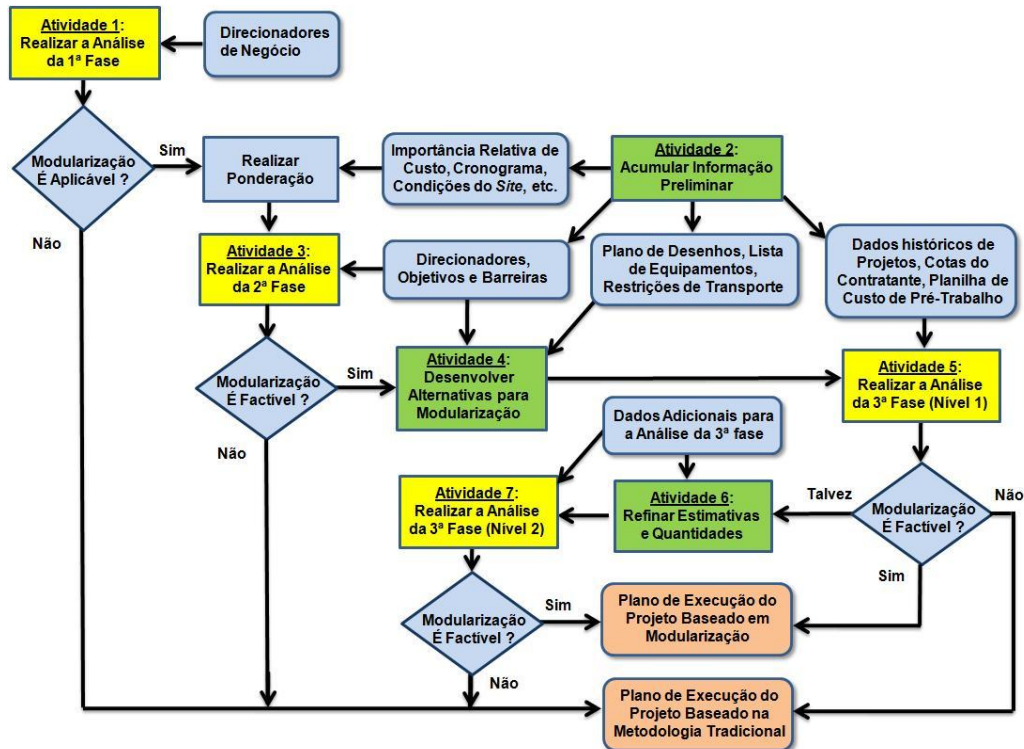 Atividade 1:
Realizar a Análise
da 1ª Fase
Direcionadores
de Negócio
Modularização
É Aplicável ?
Sim
Não
Realizar
Ponderação
Importância Relativa de
Custo, Cronograma,
Condições do Site, etc.
Atividade 2:
Acumular Informação
Preliminar
Atividade 3:
Realizar a Análise
da 2ª Fase
Direcionadores,
Objetivos e Barreiras
Plano de Desenhos, Lista
de Equipamentos,
Restrições de Transporte
Dados históricos de
Projetos, Cotas do
Contratante, Planilha de
Custo de Pré-Trabalho
Modularização
É Factível ?
Sim
Não
Atividade 4:
Desenvolver
Alternativas para
Modularização
Atividade 5:
Realizar a Análise
da 3ª Fase (Nível 1)
Dados Adicionais para
a Análise da 3ª fase
Atividade 7:
Realizar a Análise
da 3ª Fase (Nível 2)
Atividade 6:
Refinar Estimativas
e Quantidades
Talvez
Modularização
É Factível ?
Não
Sim
Modularização
É Factível ?
Sim
Não
Plano de Execução do
Projeto Baseado em
Modularização
Plano de Execução do
Projeto Baseado na
Metodologia Tradicional